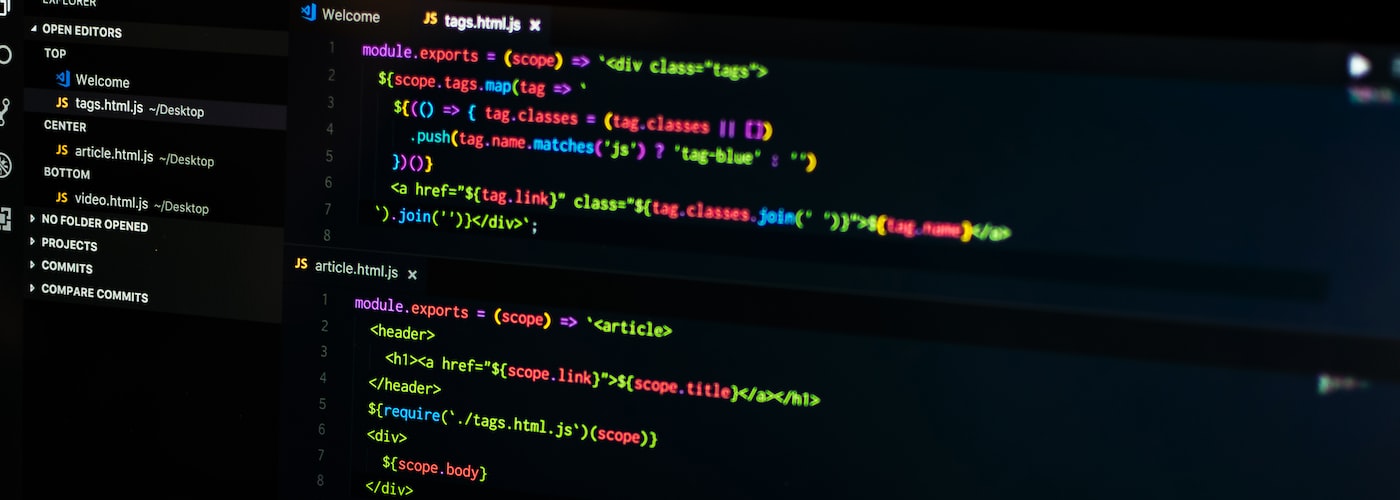 EXPLORER
OPEN EDITORS
TOP
Welcome
JS tags.html.js ~/Desktop
CENTER
JS article.html.js ~/Desktop
BOTTOM
JS video.html.js ~/Desktop
NO FOLDER OPENED
PROJECTS
COMMITS
COMPARE COMMITS
Welcome
JS tags.html.js ×
1 module.exports = (scope) => `<div class="tags">
2 ${scope.tags.map(tag => `
3 ${(() => { tag.classes = (tag.classes || [])
4 .push(tag.name.matches('js') ? 'tag-blue' : '')
5 })()}
6 <a href="${tag.link}" class="${tag.classes.join(' ')}">${tag.name}</a>
7 `).join('')}</div>`;
8
JS article.html.js ×
1 module.exports = (scope) => `<article>
2 <header>
3 <h1><a href="${scope.link}">${scope.title}</a></h1>
4 </header>
5 ${require(`./tags.html.js`)(scope)}
6 <div>
7 ${scope.body}
8 </div>